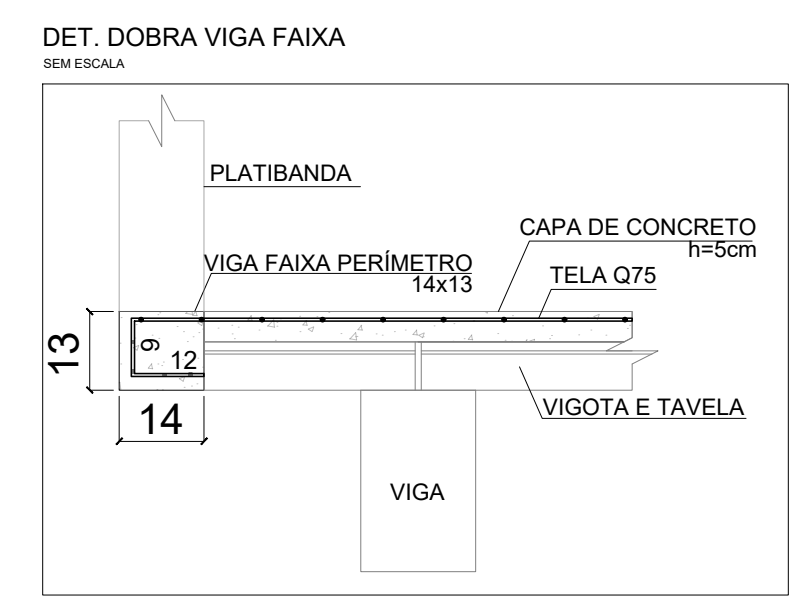 DET. DOBRA VIGA FAIXA
SEM ESCALA
PLATIBANDA
CAPA DE CONCRETO
h=5cm
VIGA FAIXA PERÍMETRO
14x13
TELA Q75
13
9
12
14
VIGOTA E TAVELA
VIGA